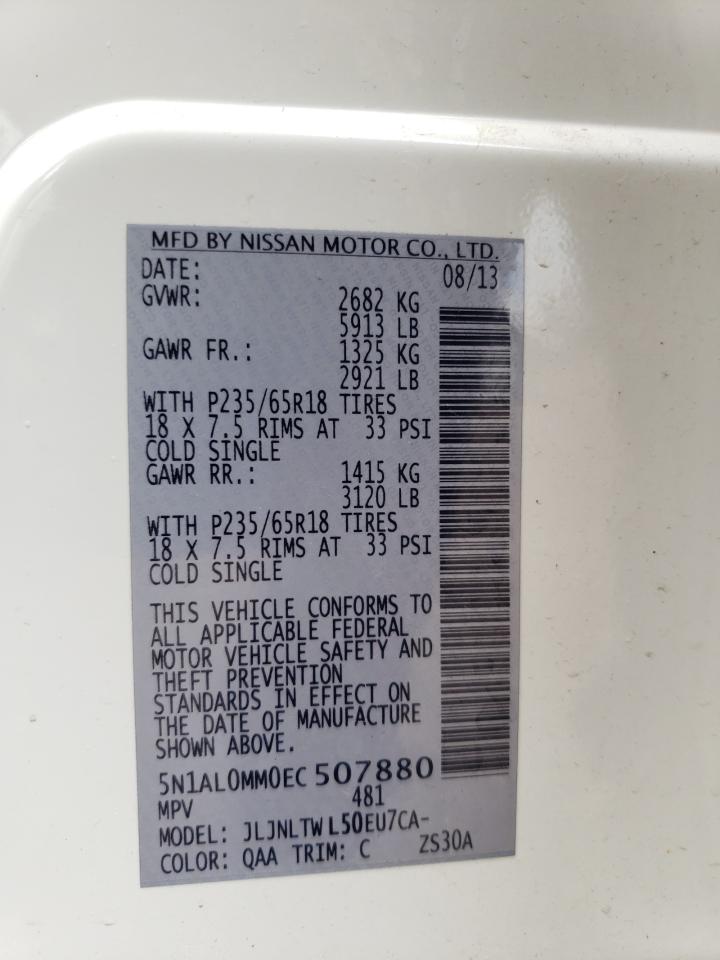 MFD BY NISSAN MOTOR CO., LTD.
DATE: 08/13
GVWR: 2682 KG
5913 LB
GAWR FR.: 1325 KG
2921 LB
WITH P235/65R18 TIRES
18 X 7.5 RIMS AT 33 PSI
COLD SINGLE
GAWR RR.: 1415 KG
3120 LB
WITH P235/65R18 TIRES
18 X 7.5 RIMS AT 33 PSI
COLD SINGLE
THIS VEHICLE CONFORMS TO
ALL APPLICABLE FEDERAL
MOTOR VEHICLE SAFETY AND
THEFT PREVENTION
STANDARDS IN EFFECT ON
THE DATE OF MANUFACTURE
SHOWN ABOVE.
5N1AL0MM0EC 507880
MPV 481
MODEL: JLJNLTW L50EU7CA-
COLOR: QAA TRIM: C ZS30A